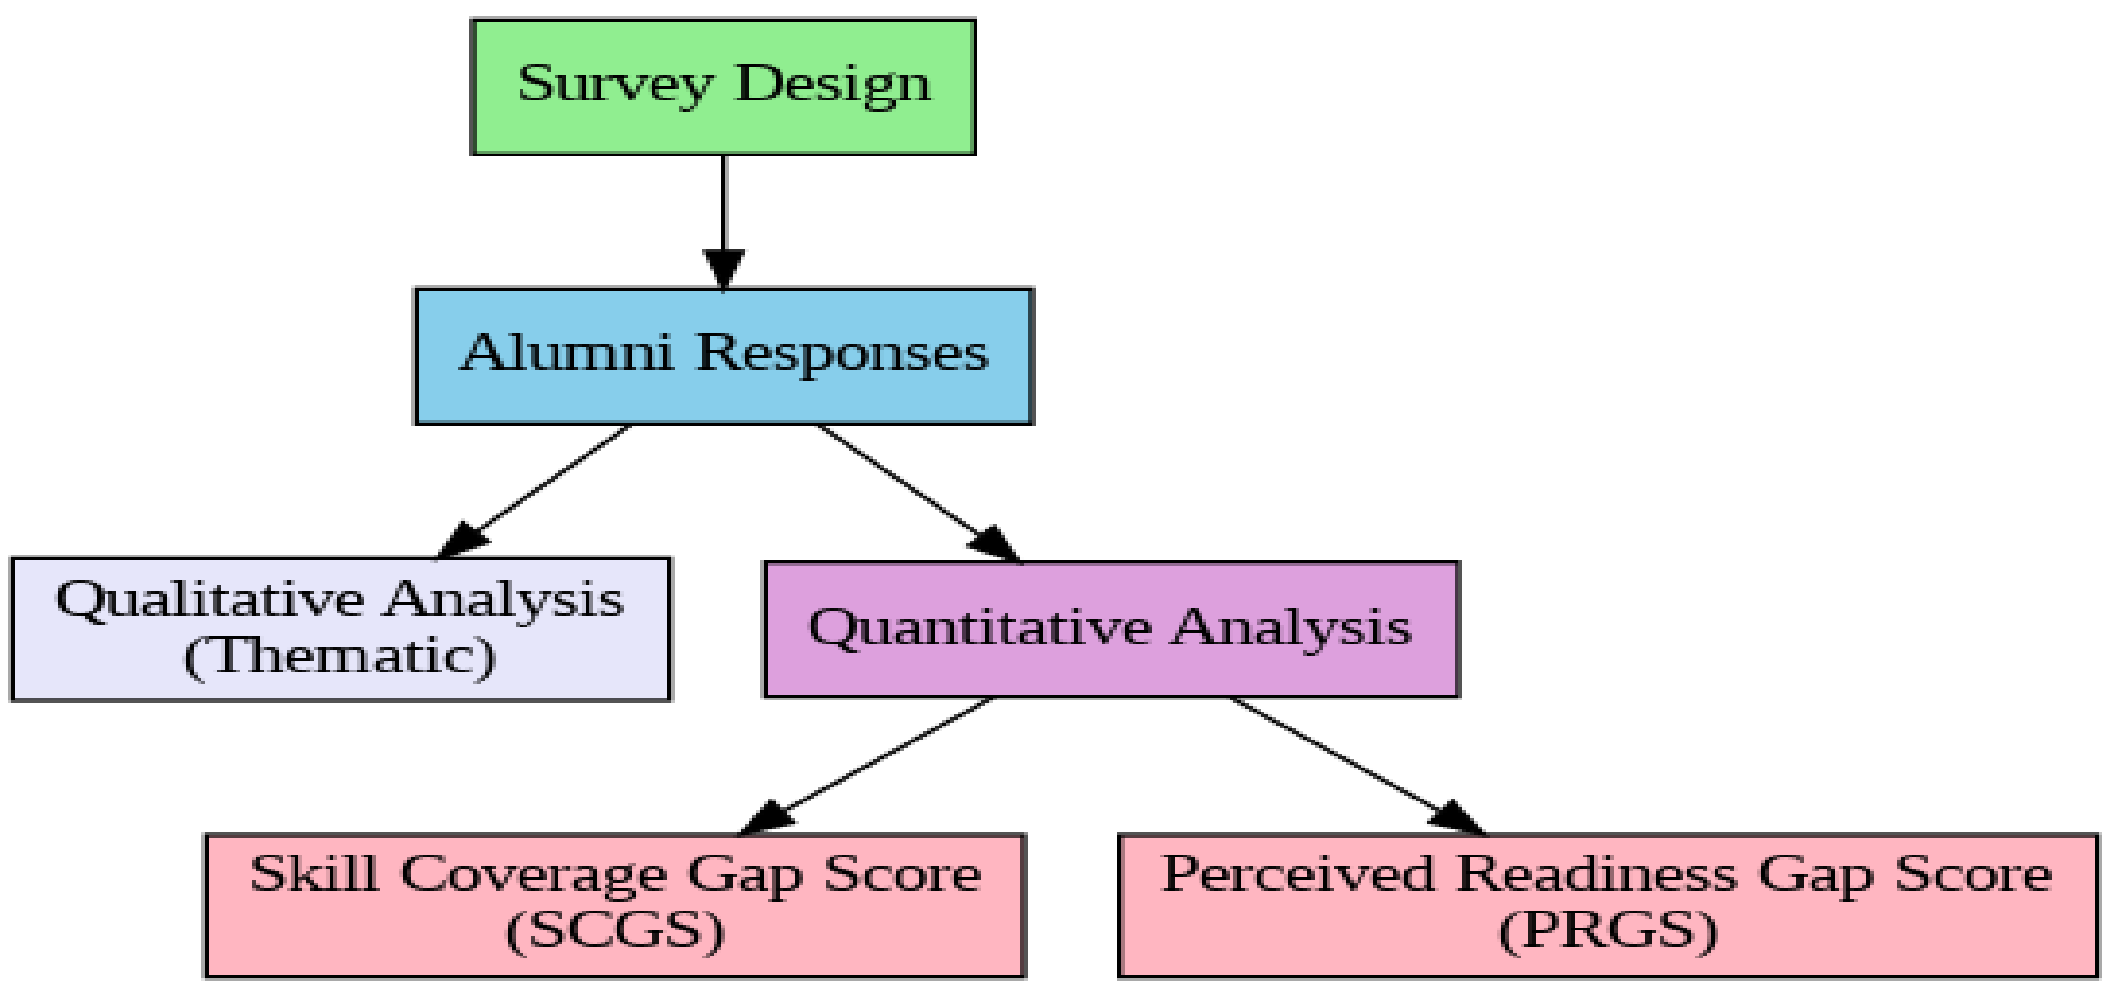 Survey Design
Alumni Responses
Qualitative Analysis
(Thematic)
Quantitative Analysis
Skill Coverage Gap Score
(SCGS)
Perceived Readiness Gap Score
(PRGS)